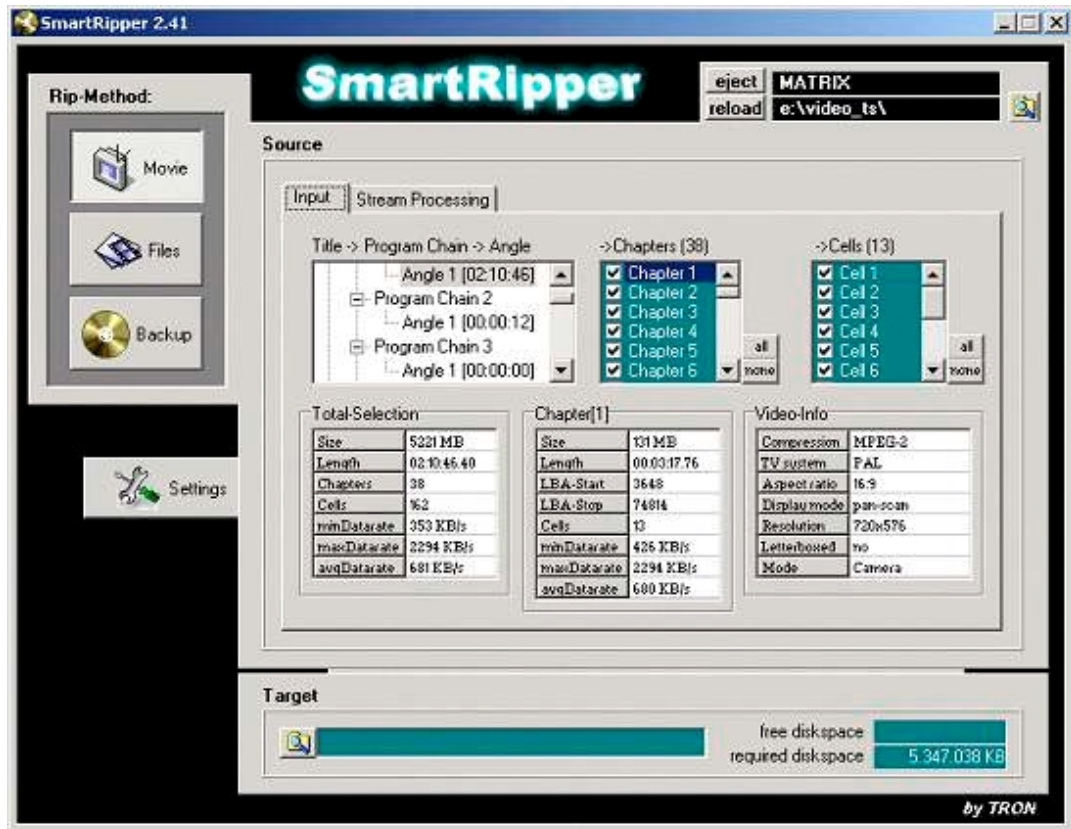 SmartRipper 2.41
SmartRipper
eject MATRIX
reload e:\video_ts\
Rip-Method:
Movie
Files
Backup
Settings
Source
Input Stream Processing
Title -> Program Chain -> Angle
Angle 1 [02:10:46]
Program Chain 2
Angle 1 [00:00:12]
Program Chain 3
Angle 1 [00:00:00]
->Chapters (38)
Chapter 1
Chapter 2
Chapter 3
Chapter 4
Chapter 5
Chapter 6
all
none
->Cells (13)
Cell 1
Cell 2
Cell 3
Cell 4
Cell 5
Cell 6
all
none
Total-Selection
Size 5221 MB
Length 02:10:46.40
Chapters 38
Cells 162
minDatarate 353 KB/s
maxDatarate 2294 KB/s
avgDatarate 681 KB/s
Chapter[1]
Size 131 MB
Length 00:03:17.76
LBA-Start 3648
LBA-Stop 74814
Cells 13
minDatarate 426 KB/s
maxDatarate 2294 KB/s
avgDatarate 680 KB/s
Video-Info
Compression MPEG-2
TV system PAL
Aspect ratio 16:9
Display mode pan-scan
Resolution 720x576
Letterboxed no
Mode Camera
Target
free diskspace
required diskspace 5.347.038 KB
by TRON